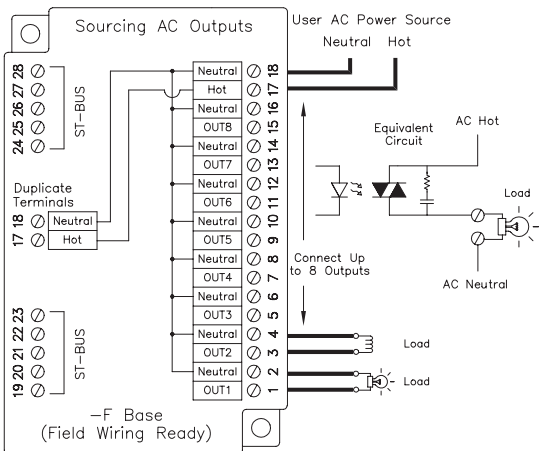 Sourcing AC Outputs
User AC Power Source
Neutral Hot
28
27
26
25
24
ST-BUS
Duplicate
Terminals
18 Neutral
17 Hot
23
22
21
20
19
ST-BUS
Neutral 18
Hot 17
Neutral 16
OUT8 15
Neutral 14
OUT7 13
Neutral 12
OUT6 11
Neutral 10
OUT5 9
Neutral 8
OUT4 7
Neutral 6
OUT3 5
Neutral 4
OUT2 3
Neutral 2
OUT1 1
Equivalent
Circuit
AC Hot
Load
AC Neutral
Connect Up
to 8 Outputs
Load
Load
-F Base
(Field Wiring Ready)